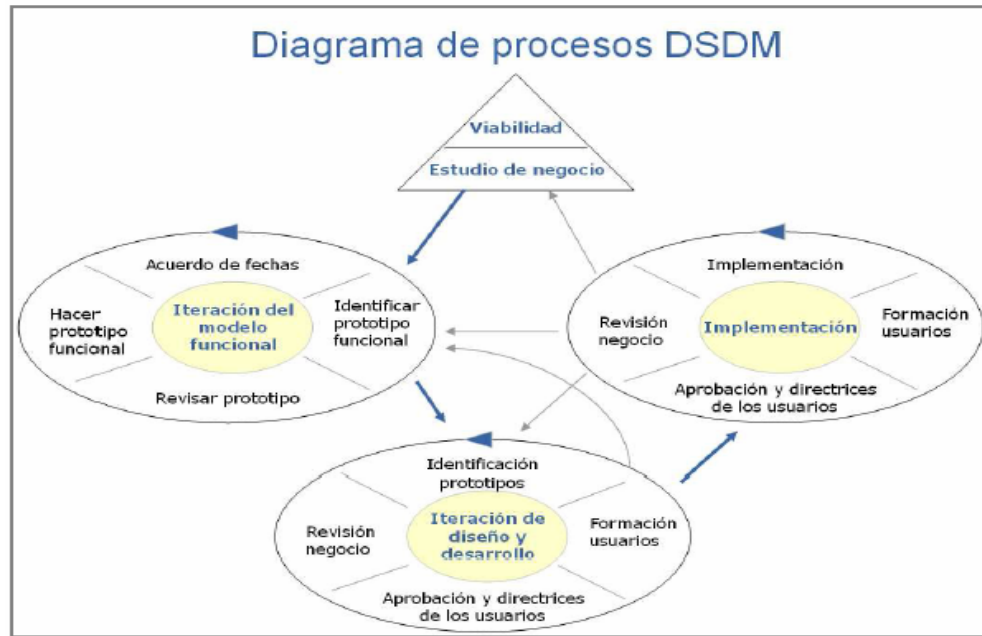 Diagrama de procesos DSDM
Viabilidad
Estudio de negocio
Acuerdo de fechas
Hacer
prototipo
funcional
Iteración del
modelo
funcional
Identificar
prototipo
funcional
Revisar prototipo
Implementación
Revisión
negocio
Implementación
Formación
usuarios
Aprobación y directrices
de los usuarios
Identificación
prototipos
Revisión
negocio
Iteración de
diseño y
desarrollo
Formación
usuarios
Aprobación y directrices
de los usuarios